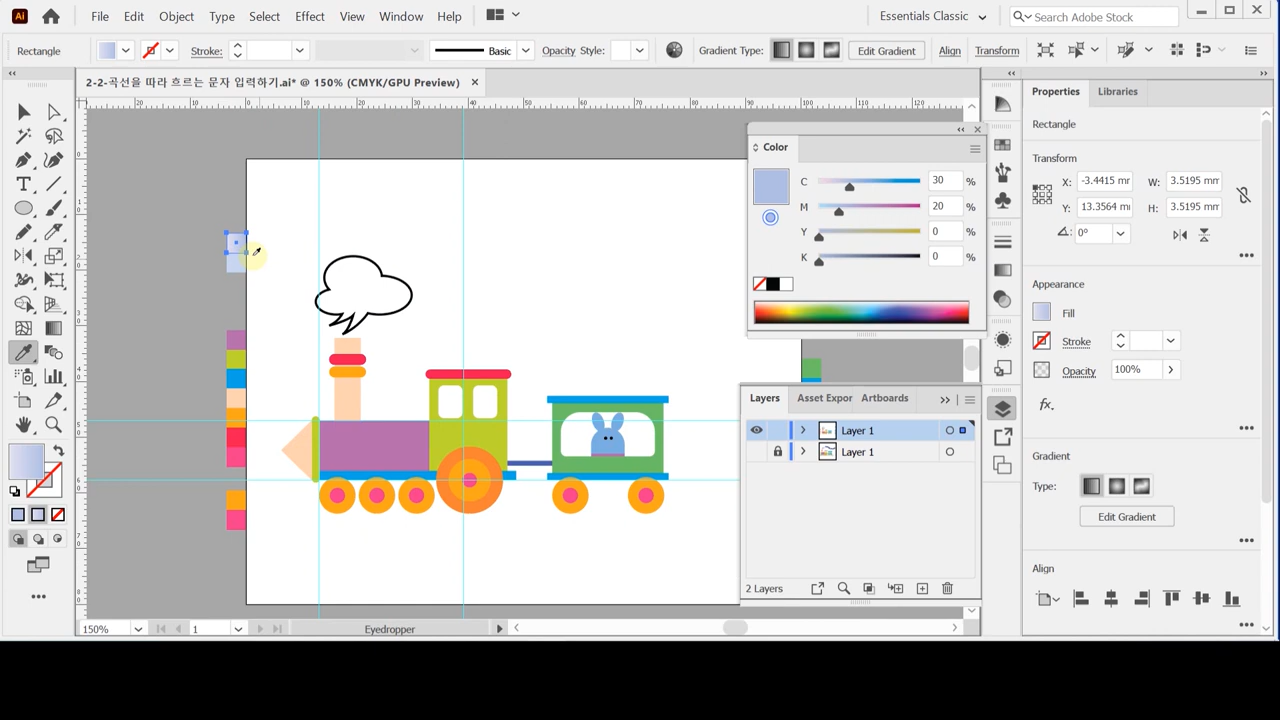 Ai File Edit Object Type Select Effect View Window Help Essentials Classic Search Adobe Stock
Rectangle Stroke: Basic Opacity Style: Gradient Type: Edit Gradient Align Transform
2-2-곡선을 따라 흐르는 문자 입력하기.ai* @ 150% (CMYK/GPU Preview) ×
Properties Libraries
Rectangle
Transform
X: -3.4415 mm W: 3.5195 mm
Y: 13.3564 mm H: 3.5195 mm
0°
Appearance
Fill
Stroke
Opacity 100%
fx
Gradient
Type:
Edit Gradient
Align
Color
C 30 %
M 20 %
Y 0 %
K 0 %
Layers Asset Expor Artboards
Layer 1
Layer 1
2 Layers
150% 1 Eyedropper